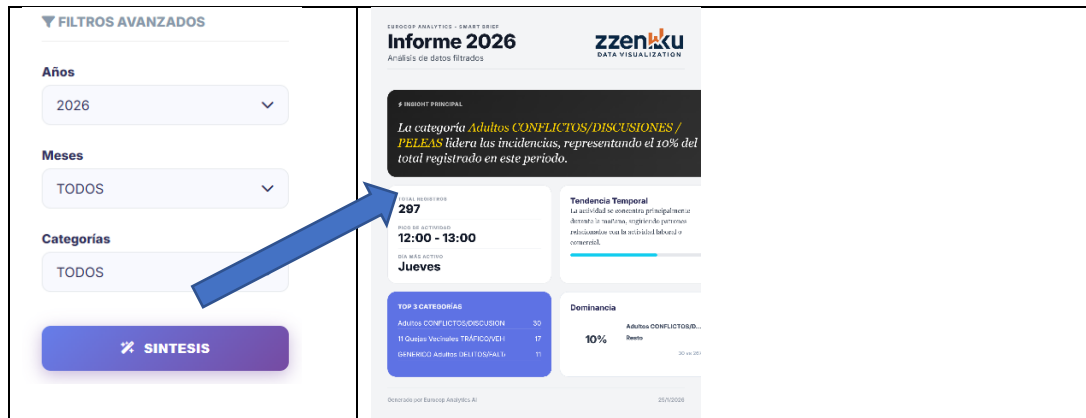 FILTROS AVANZADOS
Años
2026
Meses
TODOS
Categorías
TODOS
SINTESIS
EUROCOP ANALYTICS - SMART BRIEF
Informe 2026
Análisis de datos filtrados
zzenkku
DATA VISUALIZATION
INSIGHT PRINCIPAL
La categoría Adultos CONFLICTOS/DISCUSIONES /
PELEAS lidera las incidencias, representando el 10% del
total registrado en este periodo.
TOTAL REGISTROS
297
PICO DE ACTIVIDAD
12:00 - 13:00
DÍA MÁS ACTIVO
Jueves
Tendencia Temporal
La actividad se concentra principalmente
durante la mañana, sugiriendo patrones
relacionados con la actividad laboral o
comercial.
TOP 3 CATEGORÍAS
Adultos CONFLICTOS/DISCUSION 30
11 Quejas Vecinales TRÁFICO/VEH 17
GENERICO Adultos DELITOS/FALT 11
Dominancia
10%
Adultos CONFLICTOS/D...
Resto
Generado por Eurocop Analytics AI
25/1/2026